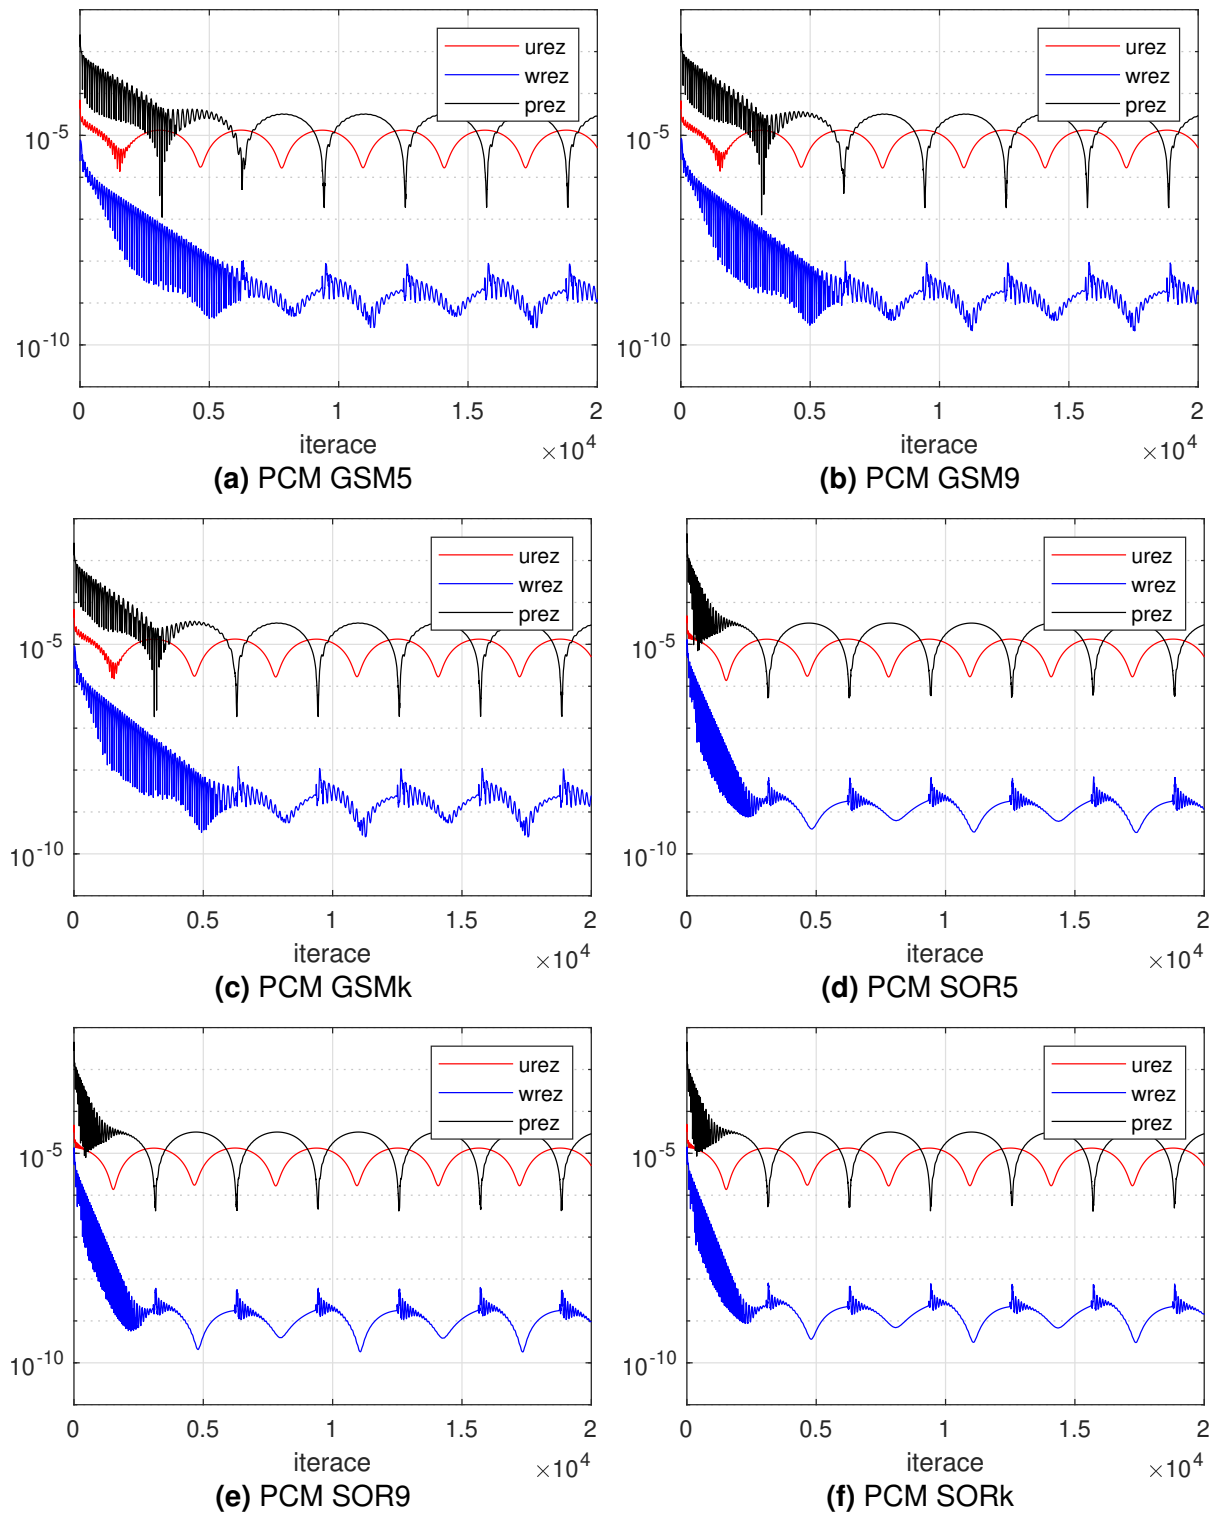 urez
wrez
prez
10^-5
10^-10
0 0.5 1 1.5 2
iterace
×10^4
(a) PCM GSM5
urez
wrez
prez
10^-5
10^-10
0 0.5 1 1.5 2
iterace
×10^4
(b) PCM GSM9
urez
wrez
prez
10^-5
10^-10
0 0.5 1 1.5 2
iterace
×10^4
(c) PCM GSMk
urez
wrez
prez
10^-5
10^-10
0 0.5 1 1.5 2
iterace
×10^4
(d) PCM SOR5
urez
wrez
prez
10^-5
10^-10
0 0.5 1 1.5 2
iterace
×10^4
(e) PCM SOR9
urez
wrez
prez
10^-5
10^-10
0 0.5 1 1.5 2
iterace
×10^4
(f) PCM SORk